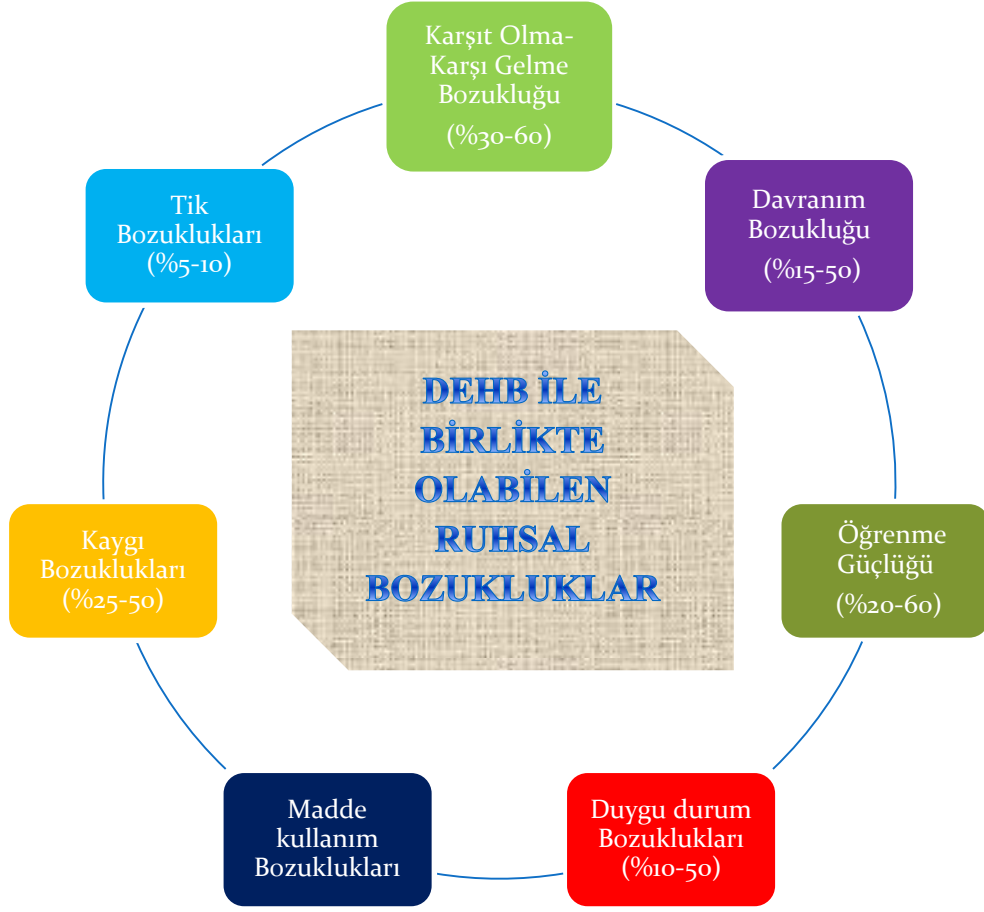 Karşıt Olma-
Karşı Gelme
Bozukluğu
(%30-60)
Davranım
Bozukluğu
(%15-50)
Öğrenme
Güçlüğü
(%20-60)
Duygu durum
Bozuklukları
(%10-50)
Madde
kullanım
Bozuklukları
Kaygı
Bozuklukları
(%25-50)
Tik
Bozuklukları
(%5-10)
DEHB İLE
BİRLİKTE
OLABİLEN
RUHSAL
BOZUKLUKLAR